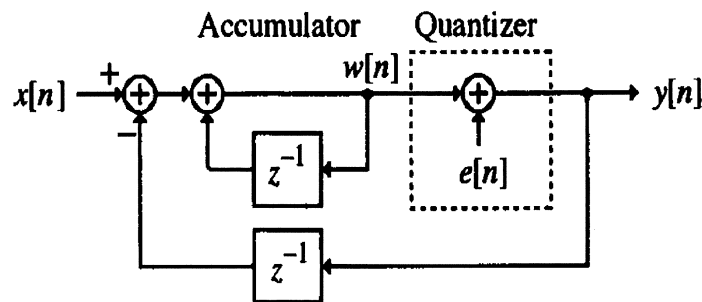 Accumulator Quantizer
w[n]
x[n] + + + y[n]
−
z⁻¹ e[n]
z⁻¹